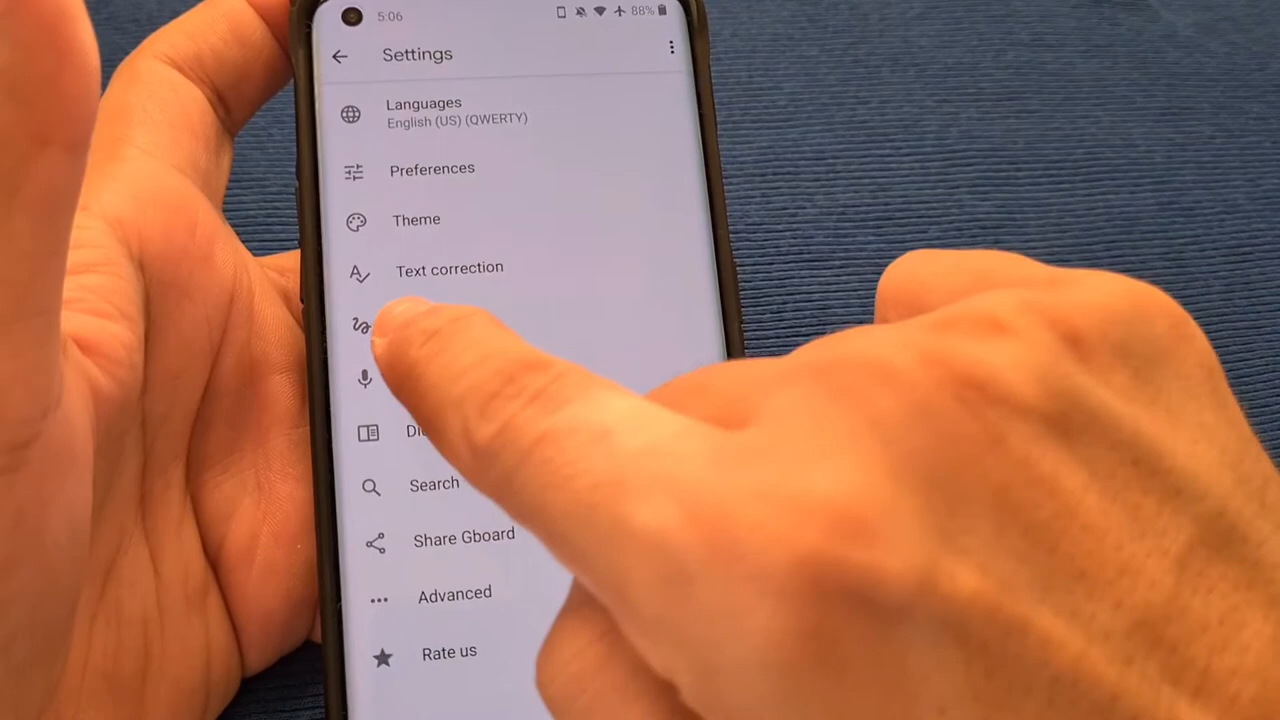 5:06
88%
Settings
Languages
English (US) (QWERTY)
Preferences
Theme
Text correction
Search
Share Gboard
Advanced
Rate us